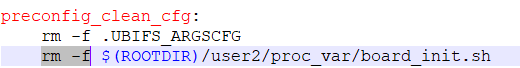 preconfig_clean_cfg:
rm -f .UBIFS_ARGSCFG
rm -f $(ROOTDIR)/user2/proc_var/board_init.sh